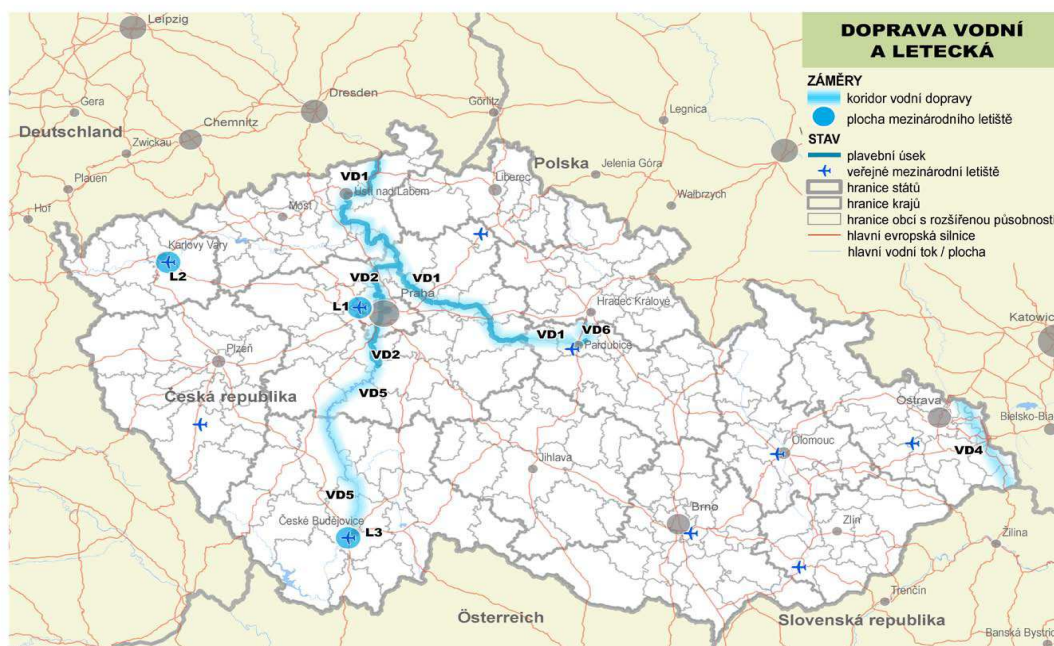 DOPRAVA VODNÍ
A LETECKÁ
ZÁMĚRY
koridor vodní dopravy
plocha mezinárodního letiště
STAV
plavební úsek
veřejné mezinárodní letiště
hranice států
hranice krajů
hranice obcí s rozšířenou působností
hlavní evropská silnice
hlavní vodní tok / plocha
Leipzig
Dresden
Görlitz
Legnica
Gera
Chemnitz
Deutschland
Zwickau
Polska
Jelenia Góra
Plauen
VD1
Liberec
Wałbrzych
Ústí nad Labem
Hof
Most
Karlovy Vary
L2
VD2
VD1
Praha
L1
Hradec Králové
VD1
VD6
Katowic
Pardubice
Plzeň
VD2
VD5
Česká republika
Ostrava
Bielsko-Bia
Olomouc
VD4
Jihlava
VD5
Brno
Zlín
České Budějovice
L3
Žilina
Trenčín
Österreich
Slovenská republika
Banská Bystric